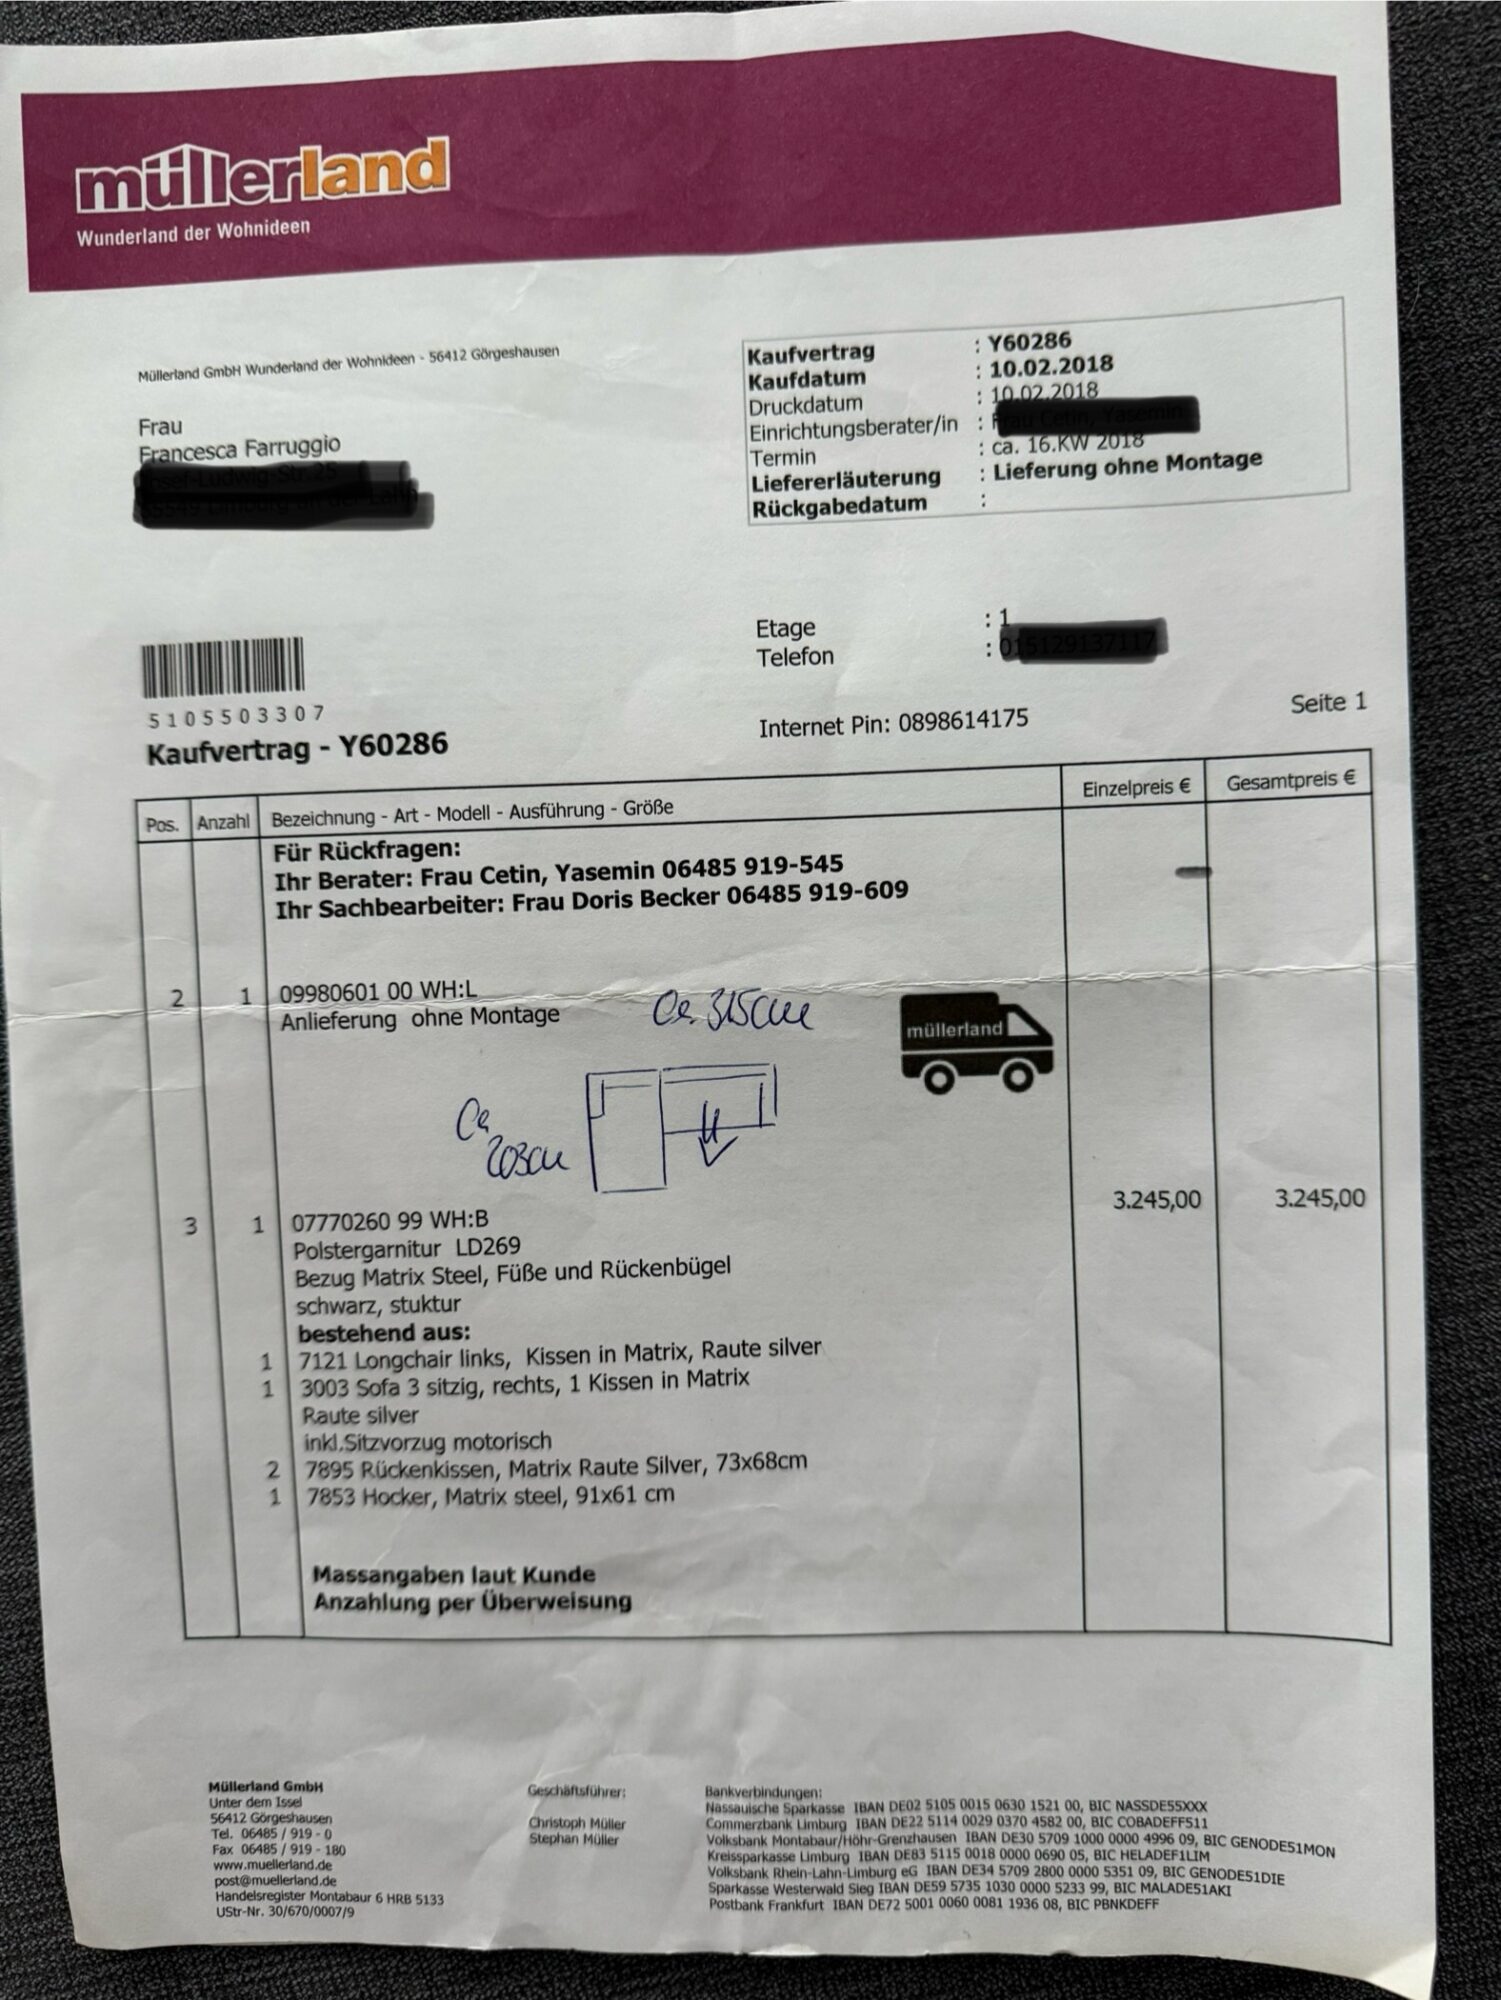 müllerland
Wunderland der Wohnideen
Müllerland GmbH Wunderland der Wohnideen - 56412 Görgeshausen
Frau
Francesca Farruggio
Kaufvertrag : Y60286
Kaufdatum : 10.02.2018
Druckdatum : 10.02.2018
Einrichtungsberater/in :
Termin : ca. 16.KW 2018
Liefererläuterung : Lieferung ohne Montage
Rückgabedatum :
Etage : 1
Telefon :
5105503307
Internet Pin: 0898614175
Seite 1
Kaufvertrag - Y60286
Pos. Anzahl Bezeichnung - Art - Modell - Ausführung - Größe Einzelpreis € Gesamtpreis €
Für Rückfragen:
Ihr Berater: Frau Cetin, Yasemin 06485 919-545
Ihr Sachbearbeiter: Frau Doris Becker 06485 919-609
2 1 09980601 00 WH:L
Anlieferung ohne Montage
Ca. 315cm
müllerland
Ca
203cm
3 1 07770260 99 WH:B 3.245,00 3.245,00
Polstergarnitur LD269
Bezug Matrix Steel, Füße und Rückenbügel
schwarz, stuktur
bestehend aus:
1 7121 Longchair links, Kissen in Matrix, Raute silver
1 3003 Sofa 3 sitzig, rechts, 1 Kissen in Matrix
Raute silver
inkl.Sitzvorzug motorisch
2 7895 Rückenkissen, Matrix Raute Silver, 73x68cm
1 7853 Hocker, Matrix steel, 91x61 cm
Massangaben laut Kunde
Anzahlung per Überweisung
Müllerland GmbH
Unter dem Issel
56412 Görgeshausen
Tel. 06485 / 919 - 0
Fax 06485 / 919 - 180
www.muellerland.de
post@muellerland.de
Handelsregister Montabaur 6 HRB 5133
UStr-Nr. 30/670/0007/9
Geschäftsführer:
Christoph Müller
Stephan Müller
Bankverbindungen:
Nassauische Sparkasse IBAN DE02 5105 0015 0630 1521 00, BIC NASSDE55XXX
Commerzbank Limburg IBAN DE22 5114 0029 0370 4582 00, BIC COBADEFF511
Volksbank Montabaur/Höhr-Grenzhausen IBAN DE30 5709 1000 0000 4996 09, BIC GENODE51MON
Kreissparkasse Limburg IBAN DE83 5115 0018 0000 0690 05, BIC HELADEF1LIM
Volksbank Rhein-Lahn-Limburg eG IBAN DE34 5709 2800 0000 5351 09, BIC GENODE51DIE
Sparkasse Westerwald Sieg IBAN DE59 5735 1030 0000 5233 99, BIC MALADE51AKI
Postbank Frankfurt IBAN DE72 5001 0060 0081 1936 08, BIC PBNKDEFF